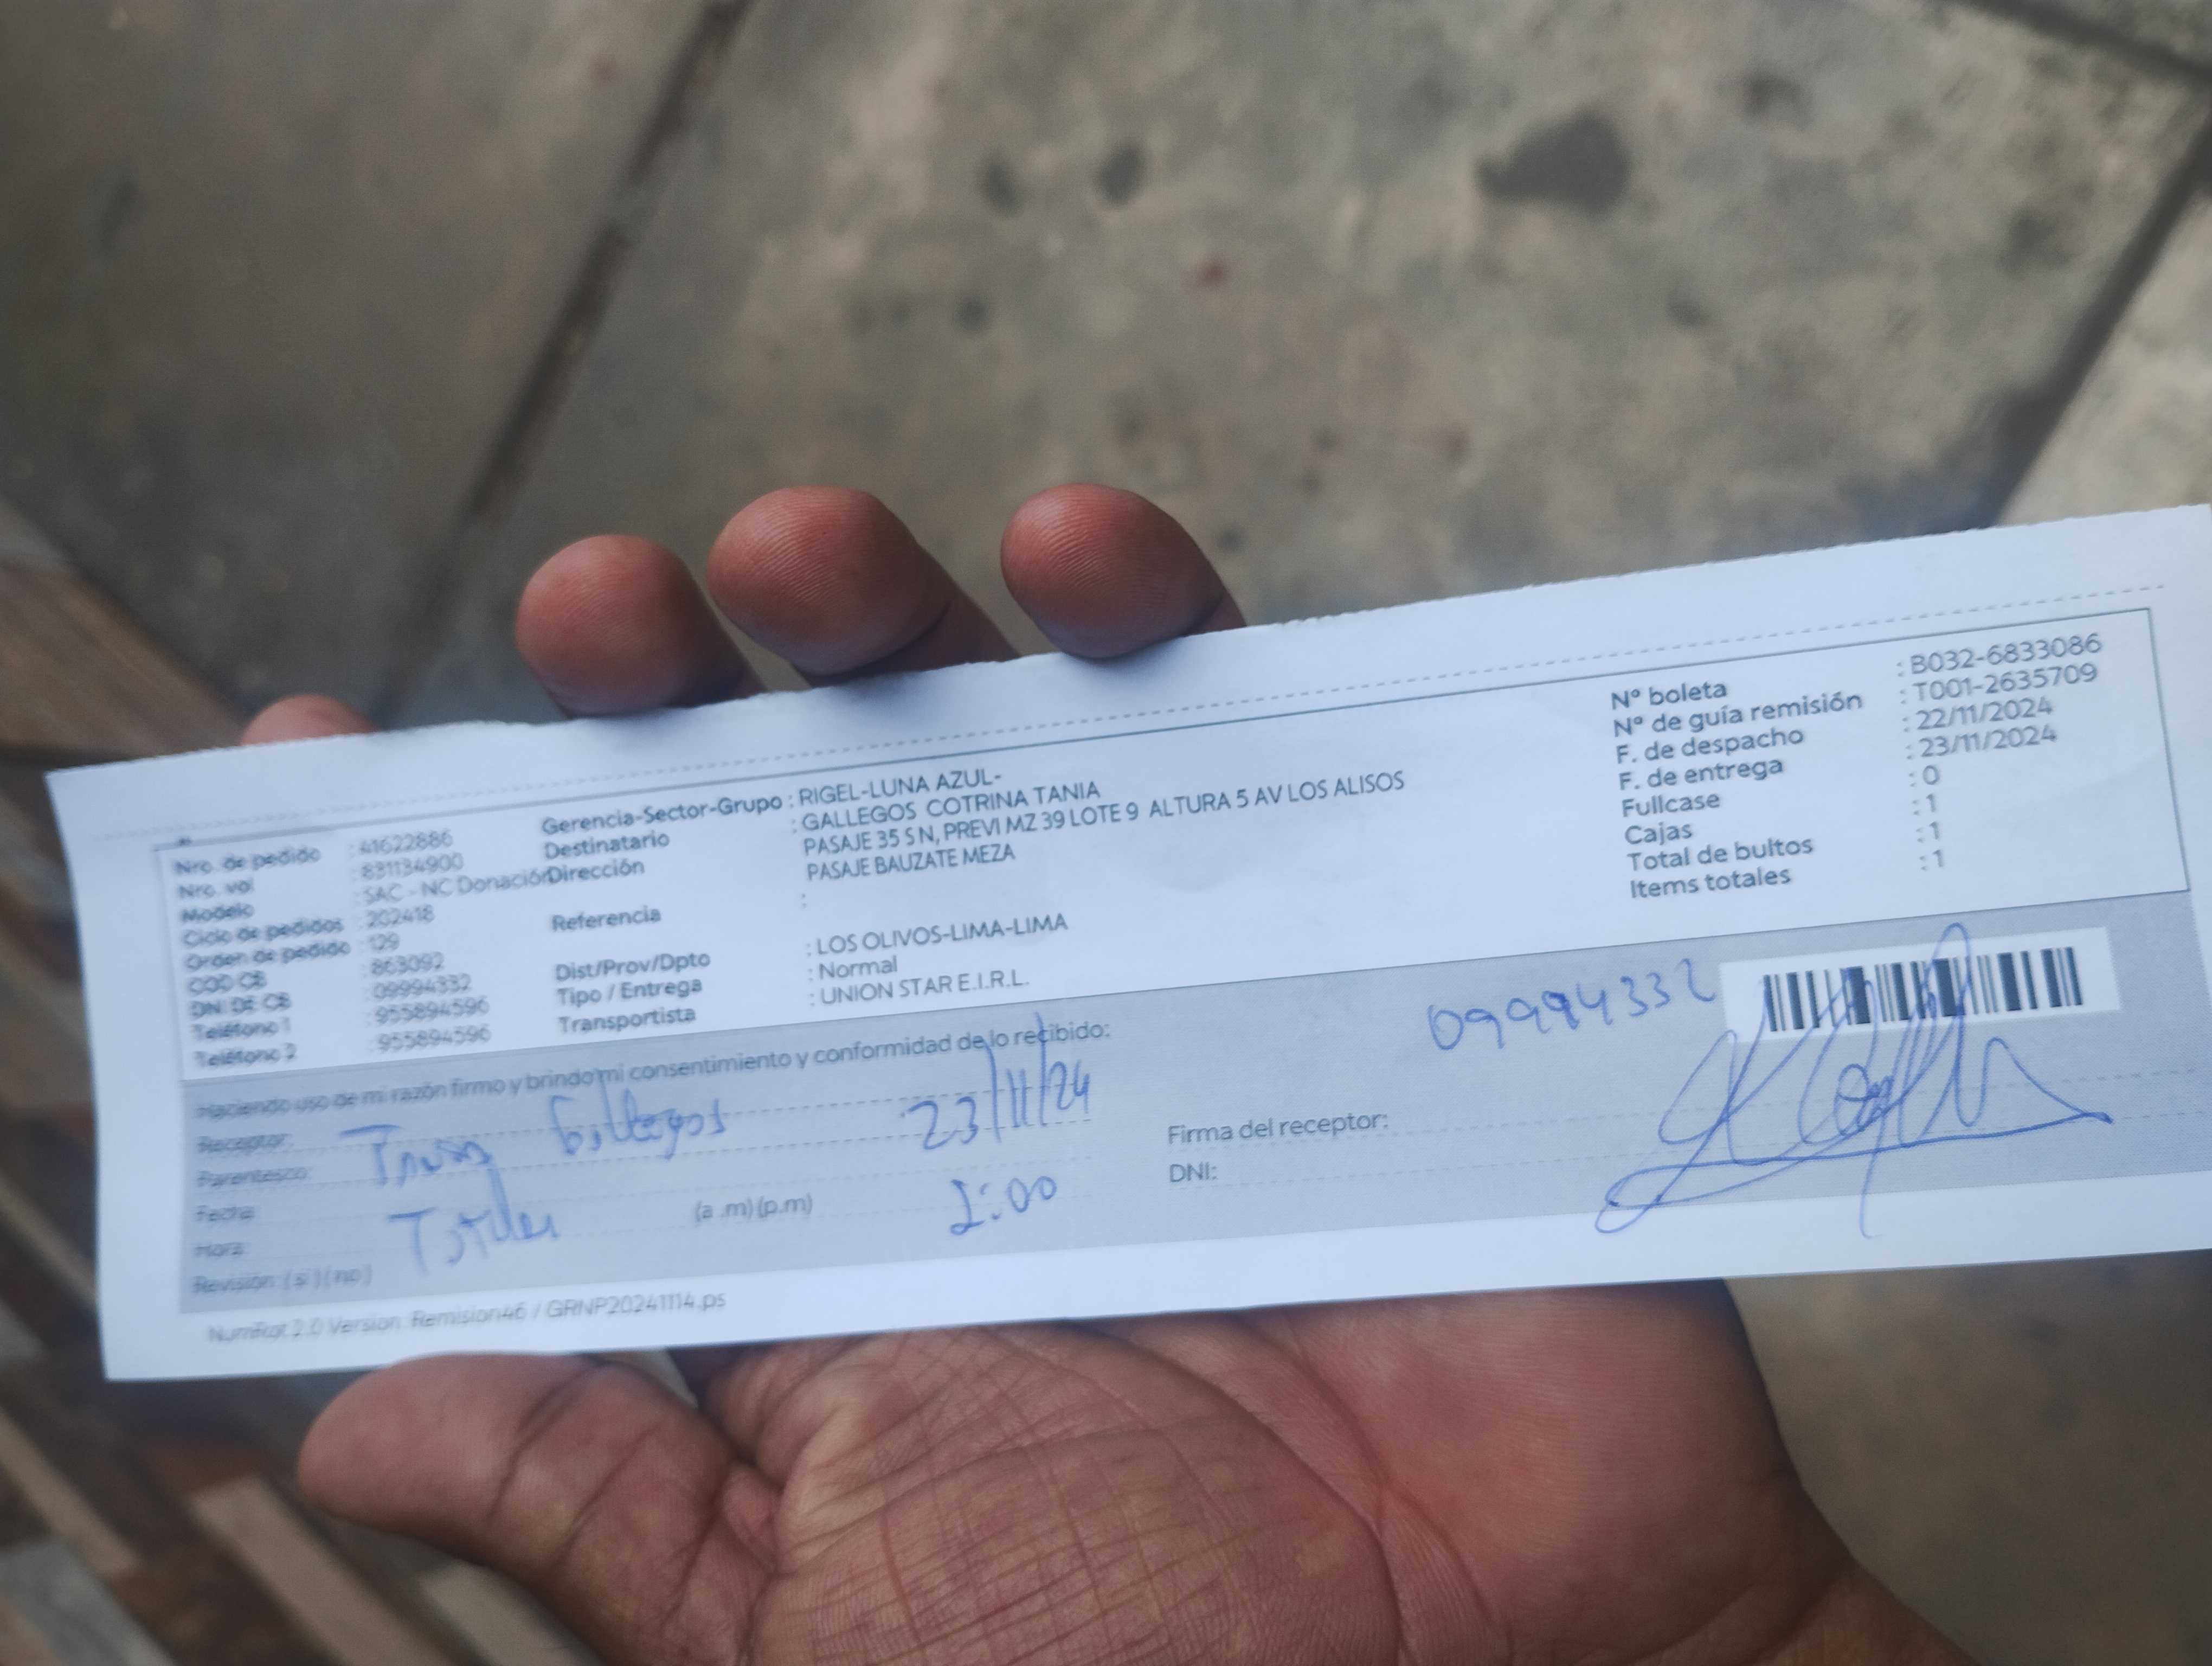 Nro. de pedido : 41622886
Nro. vol : 831134900
Modelo : SAC - NC Donación
Ciclo de pedidos : 202418
Orden de pedido : 129
COD CB : 863092
DNI DE CB : 09994332
Teléfono 1 : 955894596
Teléfono 2 : 955894596
Gerencia-Sector-Grupo : RIGEL-LUNA AZUL-
Destinatario : GALLEGOS COTRINA TANIA
Dirección PASAJE 35 S N, PREVI MZ 39 LOTE 9 ALTURA 5 AV LOS ALISOS
PASAJE BAUZATE MEZA
Referencia :
Dist/Prov/Dpto : LOS OLIVOS-LIMA-LIMA
Tipo / Entrega : Normal
Transportista : UNION STAR E.I.R.L.
Nº boleta : B032-6833086
Nº de guía remisión : T001-2635709
F. de despacho : 22/11/2024
F. de entrega : 23/11/2024
Fullcase : 0
Cajas : 1
Total de bultos : 1
Items totales : 1
Haciendo uso de mi razón firmo y brindo mi consentimiento y conformidad de lo recibido:
Receptor: Gallegos
Parentesco: 23/11/24
Fecha:
Hora: (a .m) (p.m)
Revisión: ( si ) ( no )
09994332
Firma del receptor:
DNI:
NumRot 2.0 Version: Remision46 / GRNP20241114.ps